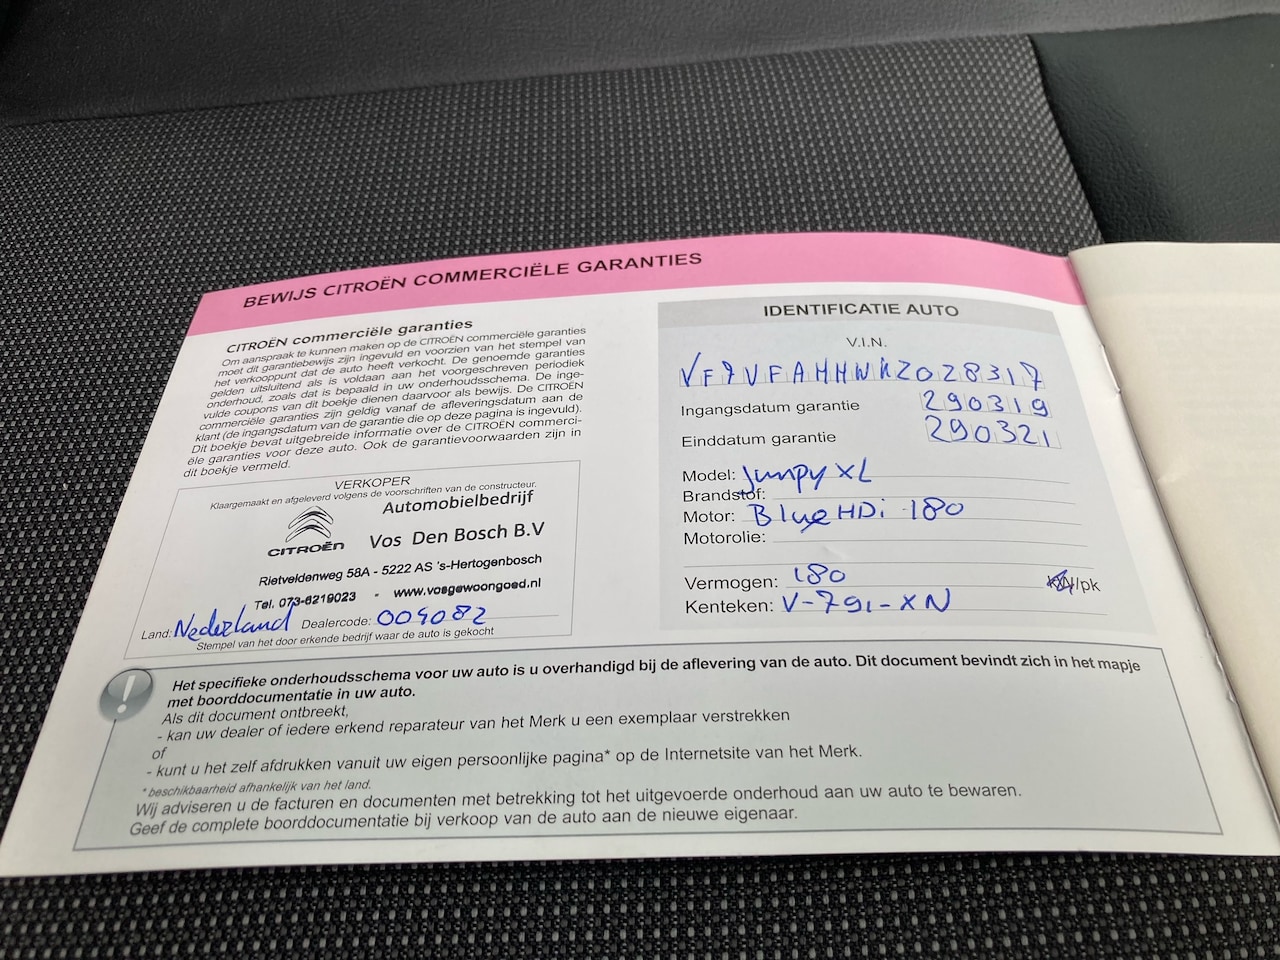 BEWIJS CITROËN COMMERCIËLE GARANTIES
CITROËN commerciële garanties
Om aanspraak te kunnen maken op de CITROËN commerciële garanties
moet dit garantiebewijs zijn ingevuld en voorzien van het stempel van
het verkooppunt dat de auto heeft verkocht. De genoemde garanties
gelden uitsluitend als is voldaan aan het voorgeschreven periodiek
onderhoud, zoals dat is bepaald in uw onderhoudsschema. De inge-
vulde coupons van dit boekje dienen daarvoor als bewijs. De CITROËN
commerciële garanties zijn geldig vanaf de afleveringsdatum aan de
klant (de ingangsdatum van de garantie die op deze pagina is ingevuld).
Dit boekje bevat uitgebreide informatie over de CITROËN commerci-
ële garanties voor deze auto. Ook de garantievoorwaarden zijn in
dit boekje vermeld.
VERKOPER
Klaargemaakt en afgeleverd volgens de voorschriften van de constructeur.
Automobielbedrijf
CITROËN Vos Den Bosch B.V
Rietveldenweg 58A - 5222 AS 's-Hertogenbosch
Tel. 073-6219023 - www.vosgewoongoed.nl
Land: Nederland Dealercode: 004082
Stempel van het door erkende bedrijf waar de auto is gekocht
IDENTIFICATIE AUTO
V.I.N.
VF7VFAHHWKZ028317
Ingangsdatum garantie 290319
Einddatum garantie 290321
Model: Jumpy XL
Brandstof:
Motor: BlueHDi 180
Motorolie:
Vermogen: 180 /pk
Kenteken: V-791-XN
Het specifieke onderhoudsschema voor uw auto is u overhandigd bij de aflevering van de auto. Dit document bevindt zich in het mapje
met boorddocumentatie in uw auto.
Als dit document ontbreekt,
- kan uw dealer of iedere erkend reparateur van het Merk u een exemplaar verstrekken
of
- kunt u het zelf afdrukken vanuit uw eigen persoonlijke pagina* op de Internetsite van het Merk.
* beschikbaarheid afhankelijk van het land.
Wij adviseren u de facturen en documenten met betrekking tot het uitgevoerde onderhoud aan uw auto te bewaren.
Geef de complete boorddocumentatie bij verkoop van de auto aan de nieuwe eigenaar.